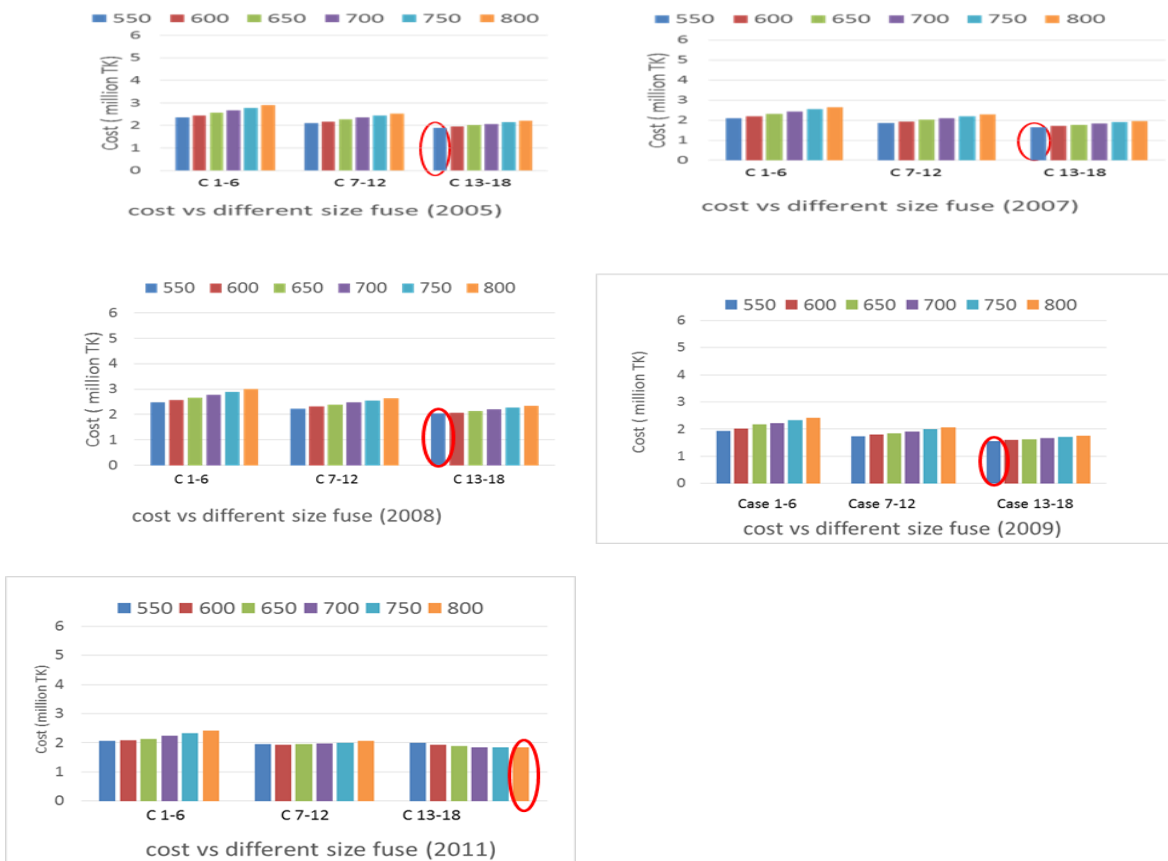 550 600 650 700 750 800
6
5
4
3
2
1
0
Cost ( million TK)
C 1-6 C 7-12 C 13-18
cost vs different size fuse (2005)
550 600 650 700 750 800
6
5
4
3
2
1
0
Cost ( million TK)
C 1-6 C 7-12 C 13-18
cost vs different size fuse (2007)
550 600 650 700 750 800
6
5
4
3
2
1
0
Cost ( million TK)
C 1-6 C 7-12 C 13-18
cost vs different size fuse (2008)
550 600 650 700 750 800
6
5
4
3
2
1
0
Cost ( million TK)
Case 1-6 Case 7-12 Case 13-18
cost vs different size fuse (2009)
550 600 650 700 750 800
6
5
4
3
2
1
0
Cost (million TK)
C 1-6 C 7-12 C 13-18
cost vs different size fuse (2011)